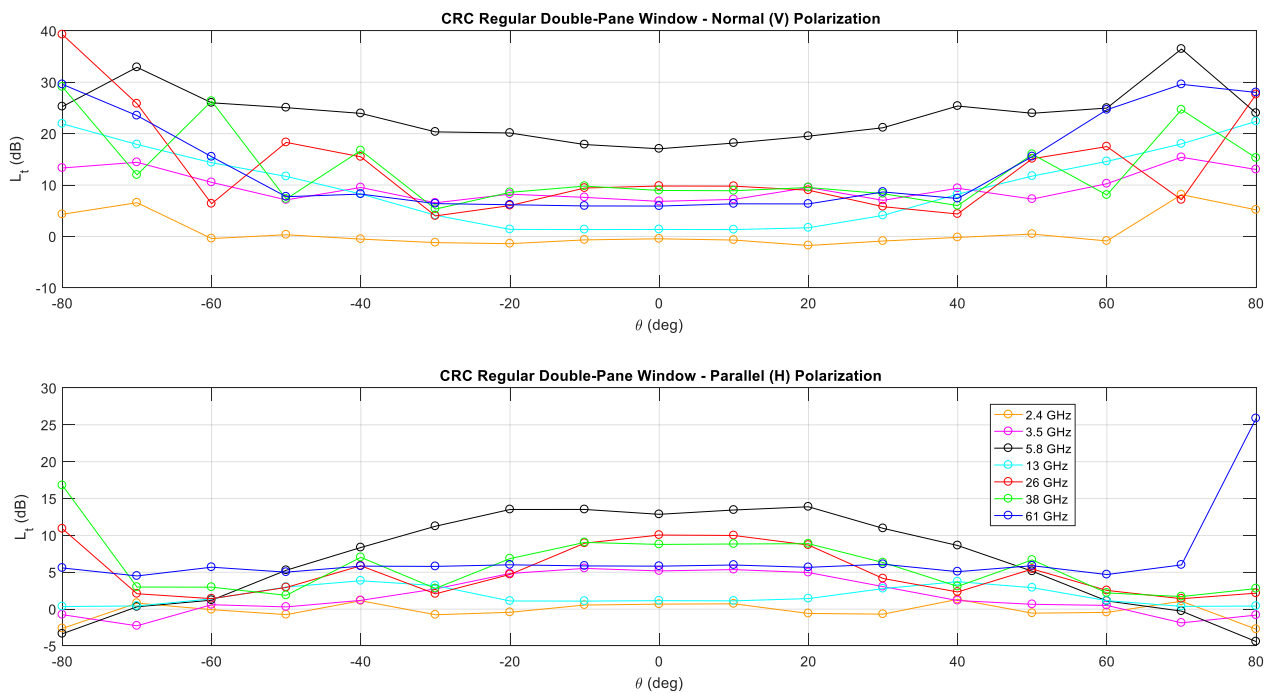 CRC Regular Double-Pane Window - Normal (V) Polarization
40
30
20
10
0
-10
L_t (dB)
-80 -60 -40 -20 0 20 40 60 80
θ (deg)
CRC Regular Double-Pane Window - Parallel (H) Polarization
30
25
20
15
10
5
0
-5
L_t (dB)
2.4 GHz
3.5 GHz
5.8 GHz
13 GHz
26 GHz
38 GHz
61 GHz
-80 -60 -40 -20 0 20 40 60 80
θ (deg)